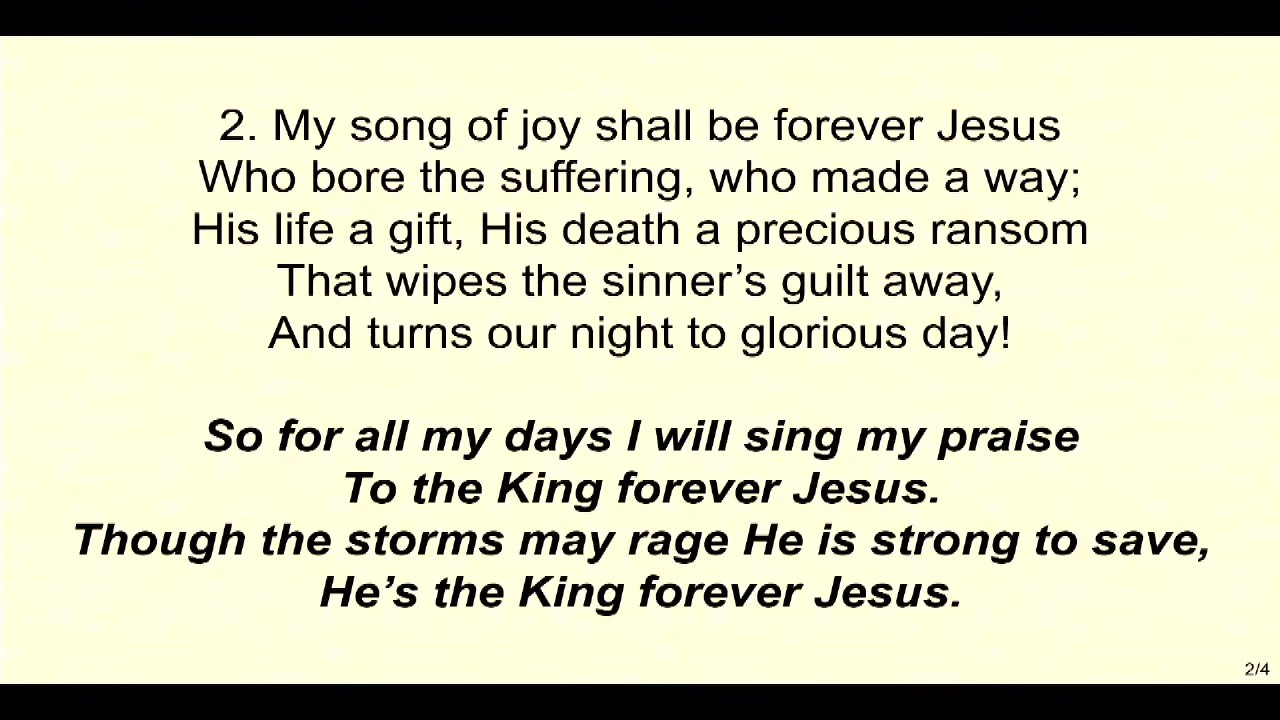 2. My song of joy shall be forever Jesus
Who bore the suffering, who made a way;
His life a gift, His death a precious ransom
That wipes the sinner’s guilt away,
And turns our night to glorious day!
So for all my days I will sing my praise
To the King forever Jesus.
Though the storms may rage He is strong to save,
He’s the King forever Jesus.
2/4